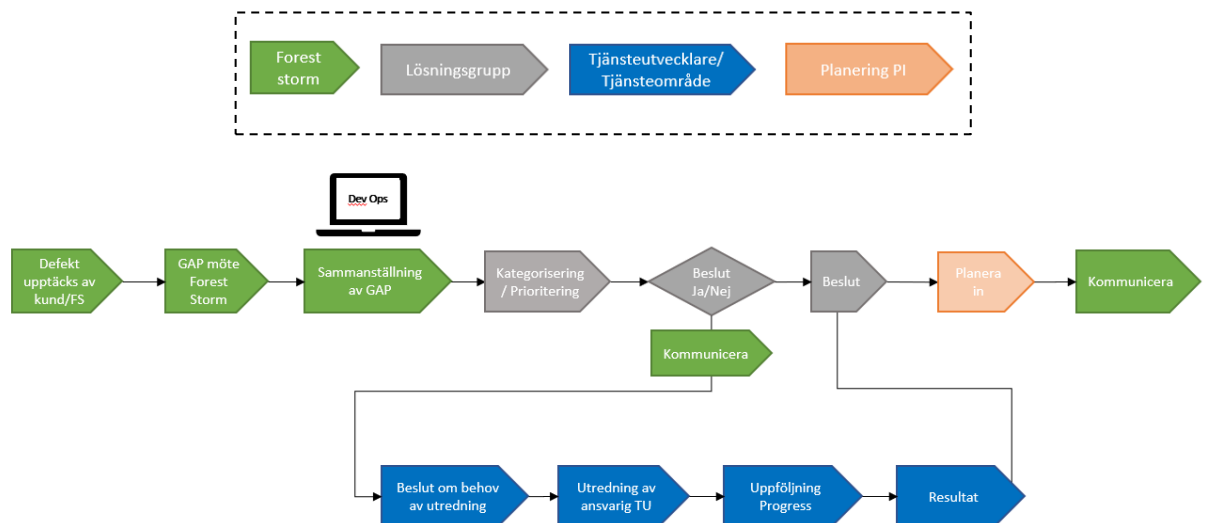 Forest
storm
Lösningsgrupp
Tjänsteutvecklare/
Tjänsteområde
Planering PI
Dev Ops
Defekt
upptäcks av
kund/FS
GAP möte
Forest
Storm
Sammanställning
av GAP
Kategorisering
/ Prioritering
Beslut
Ja/Nej
Beslut
Planera
in
Kommunicera
Kommunicera
Beslut om behov
av utredning
Utredning av
ansvarig TU
Uppföljning
Progress
Resultat